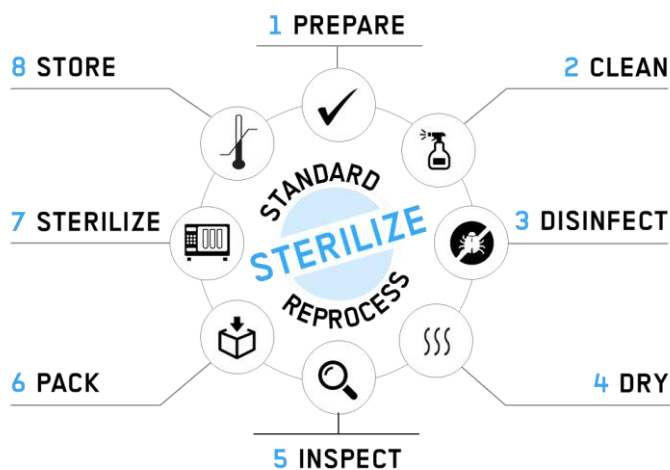 1 PREPARE
8 STORE
2 CLEAN
STANDARD
7 STERILIZE
STERILIZE
3 DISINFECT
REPROCESS
6 PACK
4 DRY
5 INSPECT